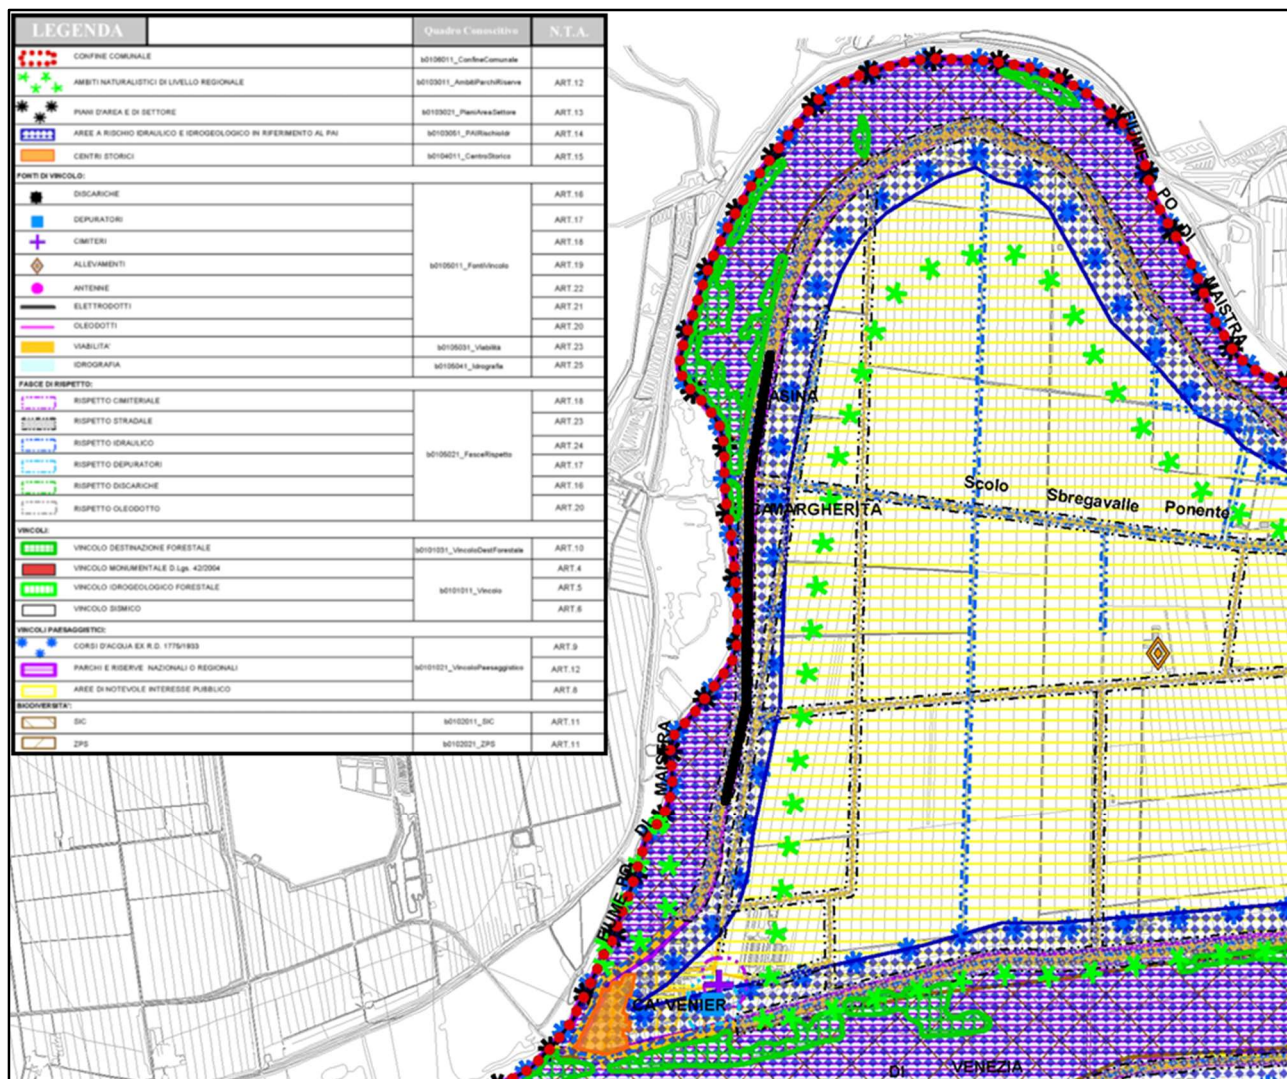 LEGENDA Quadro Conoscitivo N.T.A.
CONFINE COMUNALE b0106011_ConfineComunale
AMBITI NATURALISTICI DI LIVELLO REGIONALE b0103011_AmbitiParchiRiserve ART.12
PIANI D'AREA E DI SETTORE b0103021_PianiAreaSettore ART.13
AREE A RISCHIO IDRAULICO E IDROGEOLOGICO IN RIFERIMENTO AL PAI b0103051_PAIRischioIdr ART.14
CENTRI STORICI b0104011_CentroStorico ART.15
FONTI DI VINCOLO:
DISCARICHE ART.16
DEPURATORI ART.17
CIMITERI ART.18
ALLEVAMENTI b0105011_FontiVincolo ART.19
ANTENNE ART.22
ELETTRODOTTI ART.21
OLEODOTTI ART.20
VIABILITA' b0105031_Viabilità ART.23
IDROGRAFIA b0105041_Idrografia ART.25
FASCE DI RISPETTO:
RISPETTO CIMITERIALE ART.18
RISPETTO STRADALE ART.23
RISPETTO IDRAULICO b0105021_FasceRispetto ART.24
RISPETTO DEPURATORI ART.17
RISPETTO DISCARICHE ART.16
RISPETTO OLEODOTTO ART.20
VINCOLI:
VINCOLO DESTINAZIONE FORESTALE b0101031_VincoloDestForestale ART.10
VINCOLO MONUMENTALE D.Lgs. 42/2004 ART.4
VINCOLO IDROGEOLOGICO FORESTALE b0101011_Vincolo ART.5
VINCOLO SISMICO ART.6
VINCOLI PAESAGGISTICI:
CORSI D'ACQUA EX R.D. 1775/1933 ART.9
PARCHI E RISERVE NAZIONALI O REGIONALI b0101021_VincoloPaesaggistico ART.12
AREE DI NOTEVOLE INTERESSE PUBBLICO ART.8
BIODIVERSITA':
SIC b0102011_SIC ART.11
ZPS b0102021_ZPS ART.11
FIUME PO DI MAISTRA
ASINA
MARGHERITA
Scolo Sbregavalle Ponente
FIUME PO DI MAISTRA
CA' VENIER
DI VENEZIA